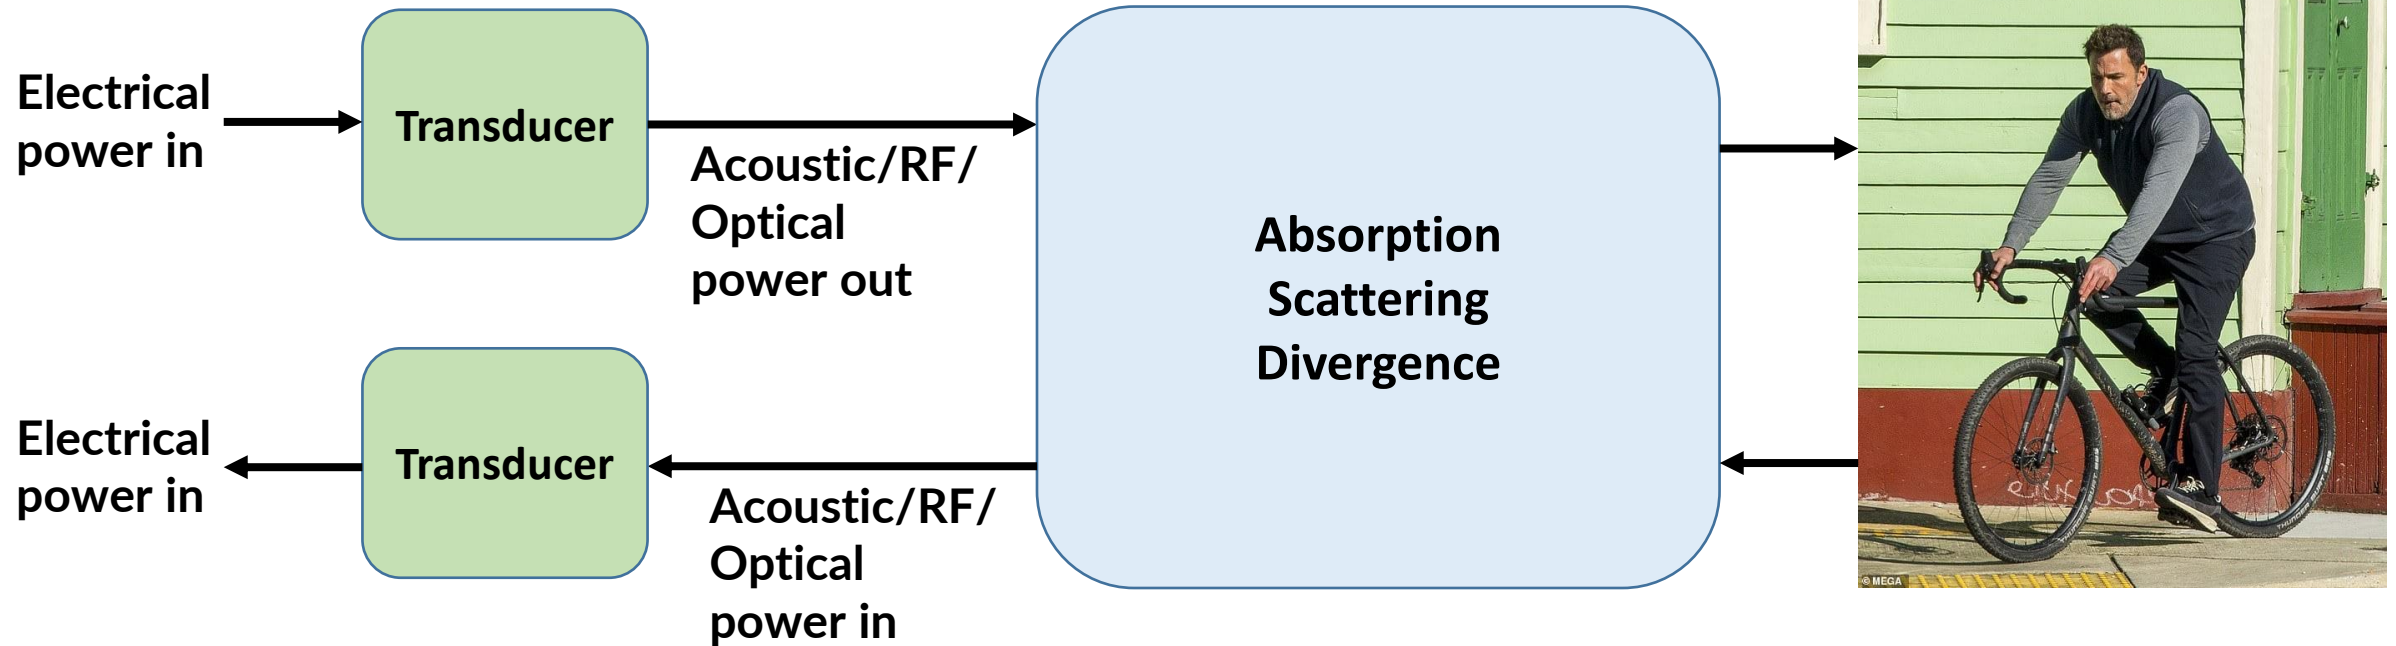 Electrical
power in
Transducer
Acoustic/RF/
Optical
power out
Absorption
Scattering
Divergence
Electrical
power in
Transducer
Acoustic/RF/
Optical
power in
© MEGA